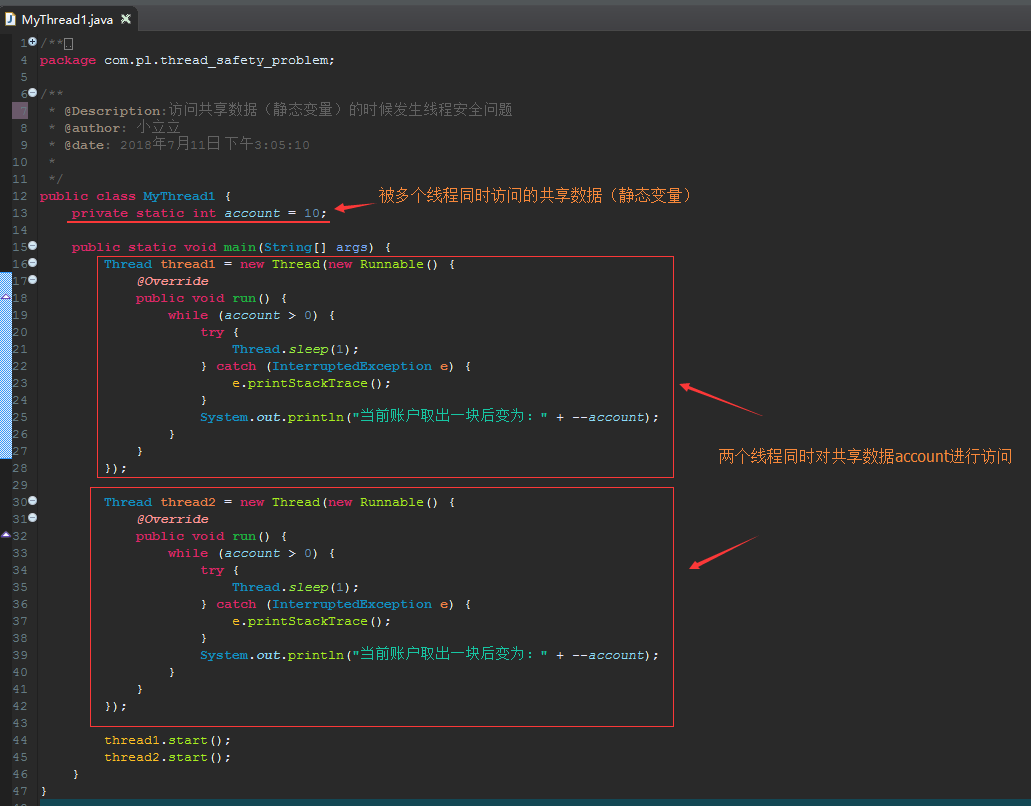 MyThread1.java
1 /**
4 package com.pl.thread_safety_problem;
5
6 /**
7 * @Description:访问共享数据（静态变量）的时候发生线程安全问题
8 * @author: 小立立
9 * @date: 2018年7月11日 下午3:05:10
10 *
11 */
12 public class MyThread1 {
被多个线程同时访问的共享数据（静态变量）
13 private static int account = 10;
14
15 public static void main(String[] args) {
16 Thread thread1 = new Thread(new Runnable() {
17 @Override
18 public void run() {
19 while (account > 0) {
20 try {
21 Thread.sleep(1);
22 } catch (InterruptedException e) {
23 e.printStackTrace();
24 }
25 System.out.println("当前账户取出一块后变为：" + --account);
26 }
27 }
两个线程同时对共享数据account进行访问
28 });
29
30 Thread thread2 = new Thread(new Runnable() {
31 @Override
32 public void run() {
33 while (account > 0) {
34 try {
35 Thread.sleep(1);
36 } catch (InterruptedException e) {
37 e.printStackTrace();
38 }
39 System.out.println("当前账户取出一块后变为：" + --account);
40 }
41 }
42 });
43
44 thread1.start();
45 thread2.start();
46 }
47 }